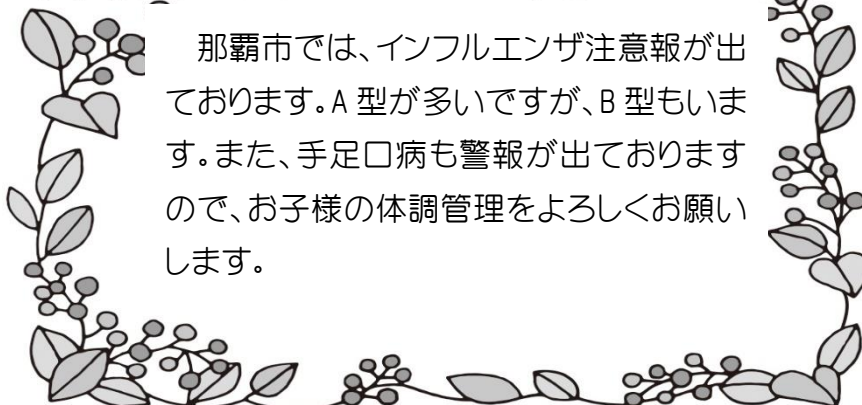 那覇市では、インフルエンザ注意報が出
ております。A 型が多いですが、B 型もいま
す。また、手足口病も警報が出ております
ので、お子様の体調管理をよろしくお願い
します。